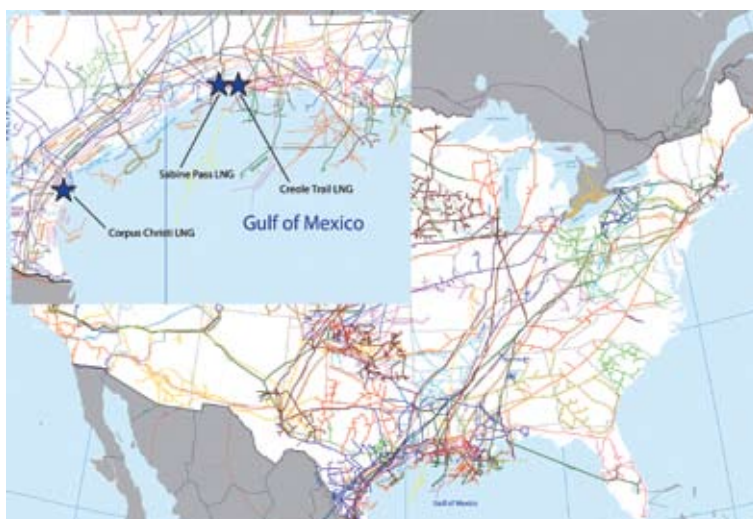 Sabine Pass LNG
Creole Trail LNG
Corpus Christi LNG
Gulf of Mexico
Gulf of Mexico